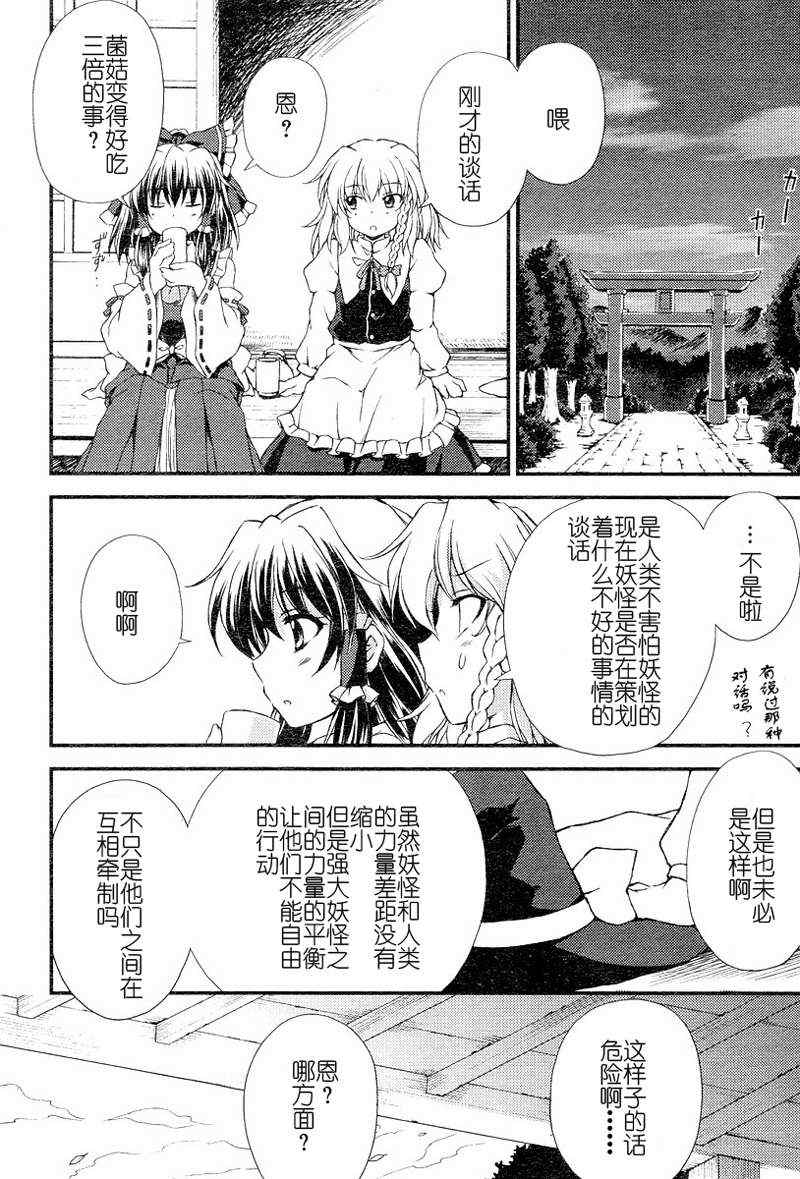 喂
刚才的谈话
恩？
菌菇变得好吃
三倍的事？
カー
カー
ず…
…不是啦
是人类不害怕妖怪的
现在妖怪是否在策划
着什么不好的事情的
谈话
有说过那种
对话吗？
啊啊
但是也未必
是这样啊
虽然妖怪和人类
的力量差距没有
缩小
但是强大妖怪之
间的力量的平衡
让他们不能自由
的行动
不只是他们之间在
互相牵制吗
这样子的话
危险啊……
恩？
哪方面？